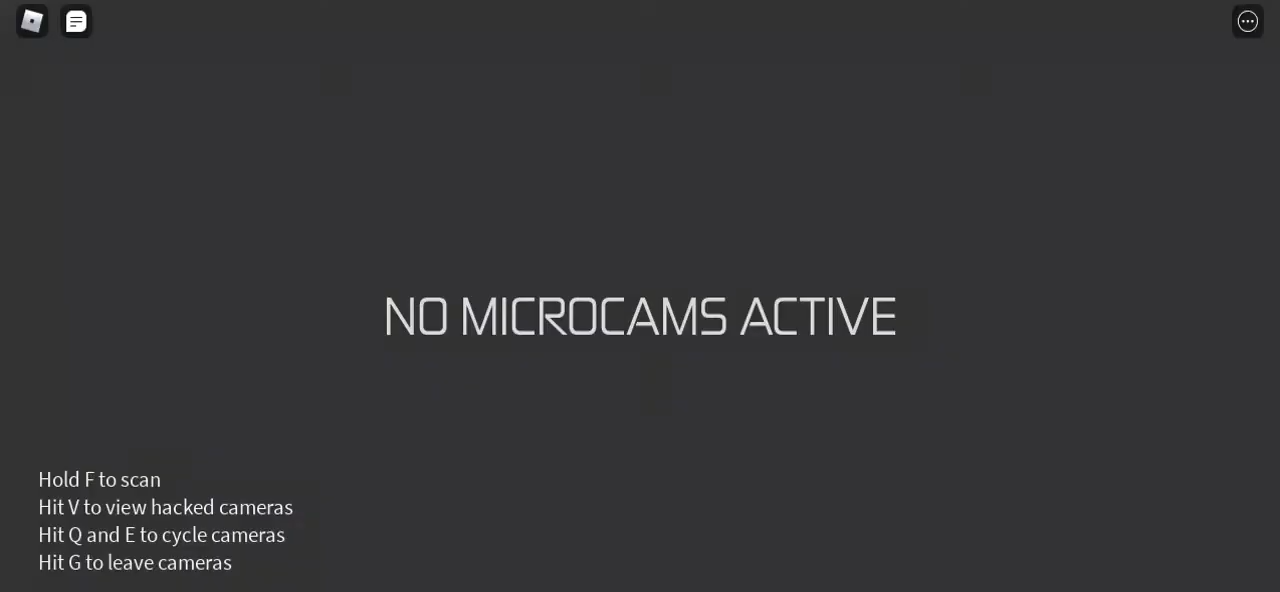 NO MICROCAMS ACTIVE
Hold F to scan
Hit V to view hacked cameras
Hit Q and E to cycle cameras
Hit G to leave cameras